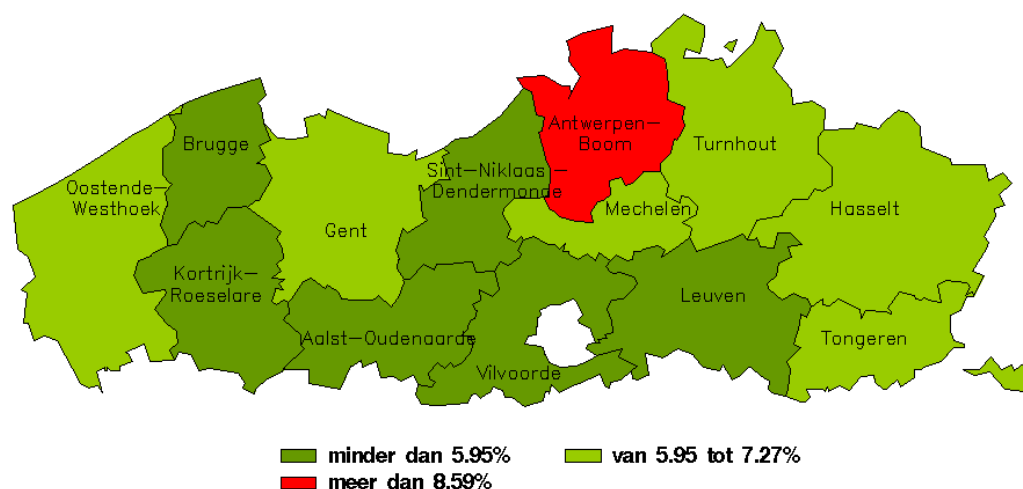 Antwerpen—
Boom
Brugge
Turnhout
Sint—Niklaas —
Dendermonde
Oostende—
Westhoek
Mechelen
Hasselt
Gent
Kortrijk—
Roeselare
Leuven
Aalst—Oudenaarde
Tongeren
Vilvoorde
minder dan 5.95%
van 5.95 tot 7.27%
meer dan 8.59%